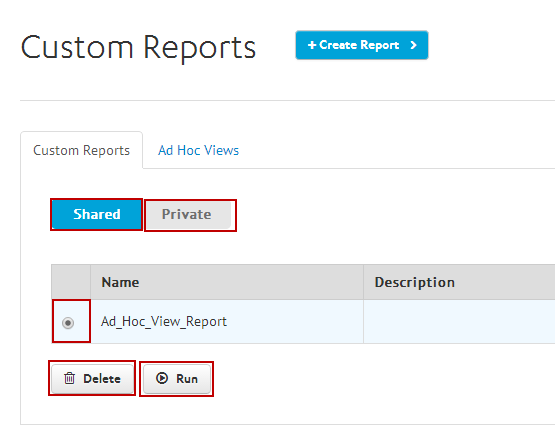 Custom Reports
+ Create Report >
Custom Reports Ad Hoc Views
Shared Private
Name Description
Ad_Hoc_View_Report
Delete Run